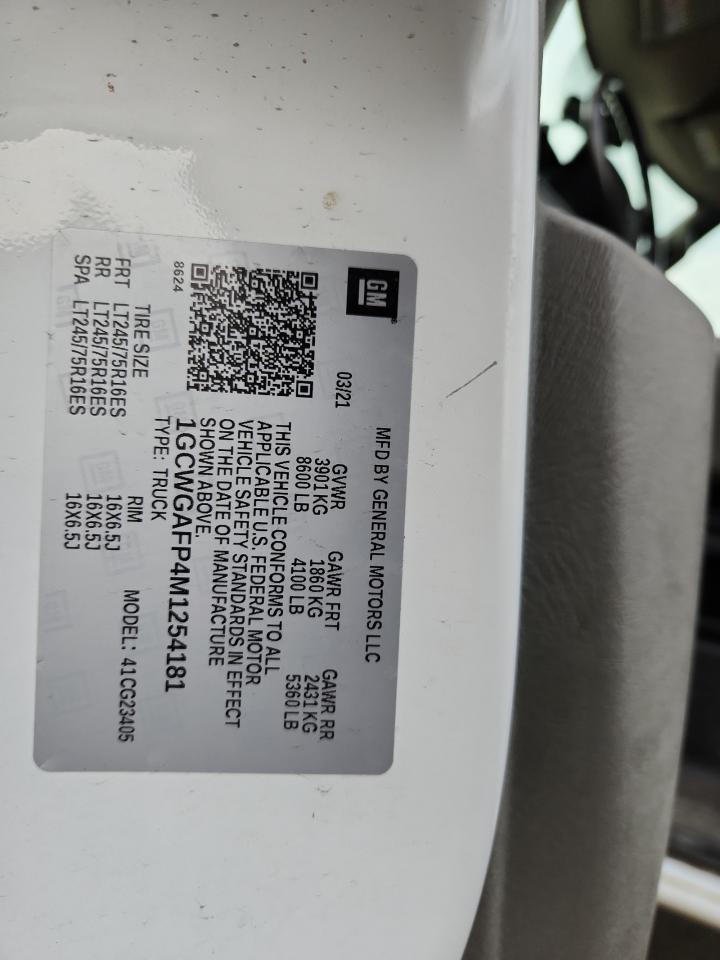 GM
MFD BY GENERAL MOTORS LLC
03/21
GVWR GAWR FRT GAWR RR
3901 KG 1860 KG 2431 KG
8600 LB 4100 LB 5360 LB
THIS VEHICLE CONFORMS TO ALL
APPLICABLE U.S. FEDERAL MOTOR
VEHICLE SAFETY STANDARDS IN EFFECT
ON THE DATE OF MANUFACTURE
SHOWN ABOVE.
1GCWGAFP4M1254181
8624
TYPE: TRUCK
TIRE SIZE RIM MODEL: 41CG23405
FRT LT245/75R16ES 16X6.5J
RR LT245/75R16ES 16X6.5J
SPA LT245/75R16ES 16X6.5J